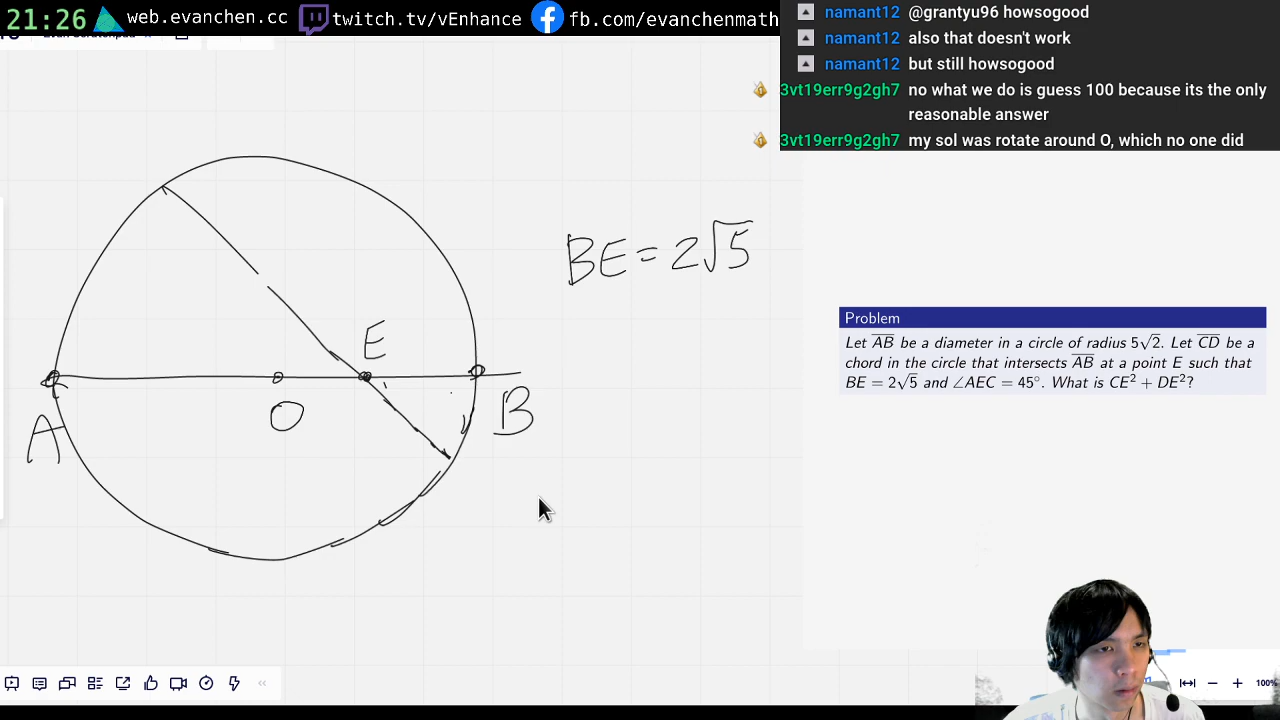 21:26 web.evanchen.cc twitch.tv/vEnhance fb.com/evanchenmath
namant12 @grantyu96 howsogood
namant12 also that doesn't work
namant12 but still howsogood
3vt19err9g2gh7 no what we do is guess 100 because its the only
reasonable answer
3vt19err9g2gh7 my sol was rotate around O, which no one did
BE = 2√5
E
O
A
B
Problem
Let AB be a diameter in a circle of radius 5√2. Let CD be a
chord in the circle that intersects AB at a point E such that
BE = 2√5 and ∠AEC = 45°. What is CE² + DE²?
100%